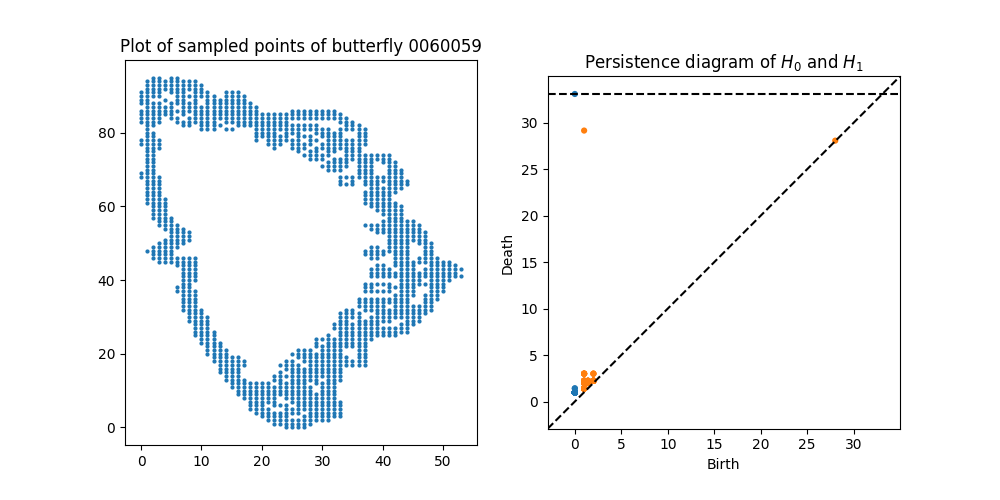 Plot of sampled points of butterfly 0060059
80
60
40
20
0
0 10 20 30 40 50
Persistence diagram of H₀ and H₁
Death
30
25
20
15
10
5
0
0 5 10 15 20 25 30
Birth